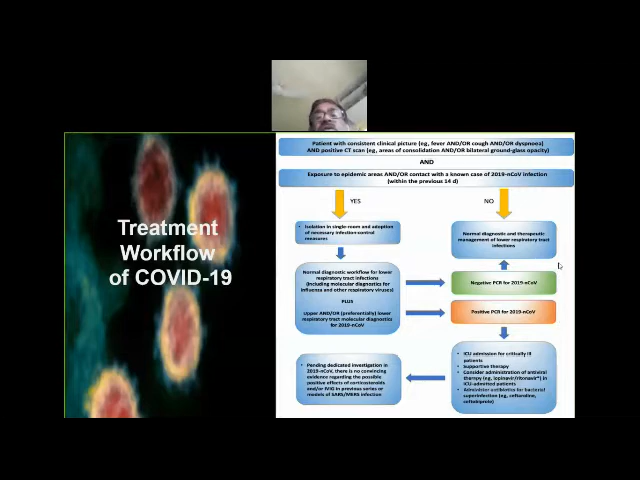 Treatment
Workflow
of COVID-19
Patient with consistent clinical picture (eg, fever AND/OR cough AND/OR dyspnoea)
AND positive CT scan (eg, areas of consolidation AND/OR bilateral ground-glass opacity)
AND
Exposure to epidemic areas AND/OR contact with a known case of 2019-nCoV infection
(within the previous 14 d)
YES
NO
• Isolation in single-room and adoption
of necessary infection-control
measures
Normal diagnostic and therapeutic
management of lower respiratory tract
infections
Normal diagnostic workflow for lower
respiratory tract infections
(including molecular diagnostics for
influenza and other respiratory viruses)
PLUS
Upper AND/OR (preferentially) lower
respiratory tract molecular diagnostics
for 2019-nCoV
Negative PCR for 2019-nCoV
Positive PCR for 2019-nCoV
• ICU admission for critically ill
patients
• Supportive therapy
• Consider administration of antiviral
therapy (eg, lopinavir/ritonavir*) in
ICU-admitted patients
• Administer antibiotics for bacterial
superinfection (eg, ceftaroline,
ceftobiprole)
• Pending dedicated investigation in
2019-nCoV, there is no convincing
evidence regarding the possible
positive effects of corticosteroids
and/or IVIG in previous series or
models of SARS/MERS infection